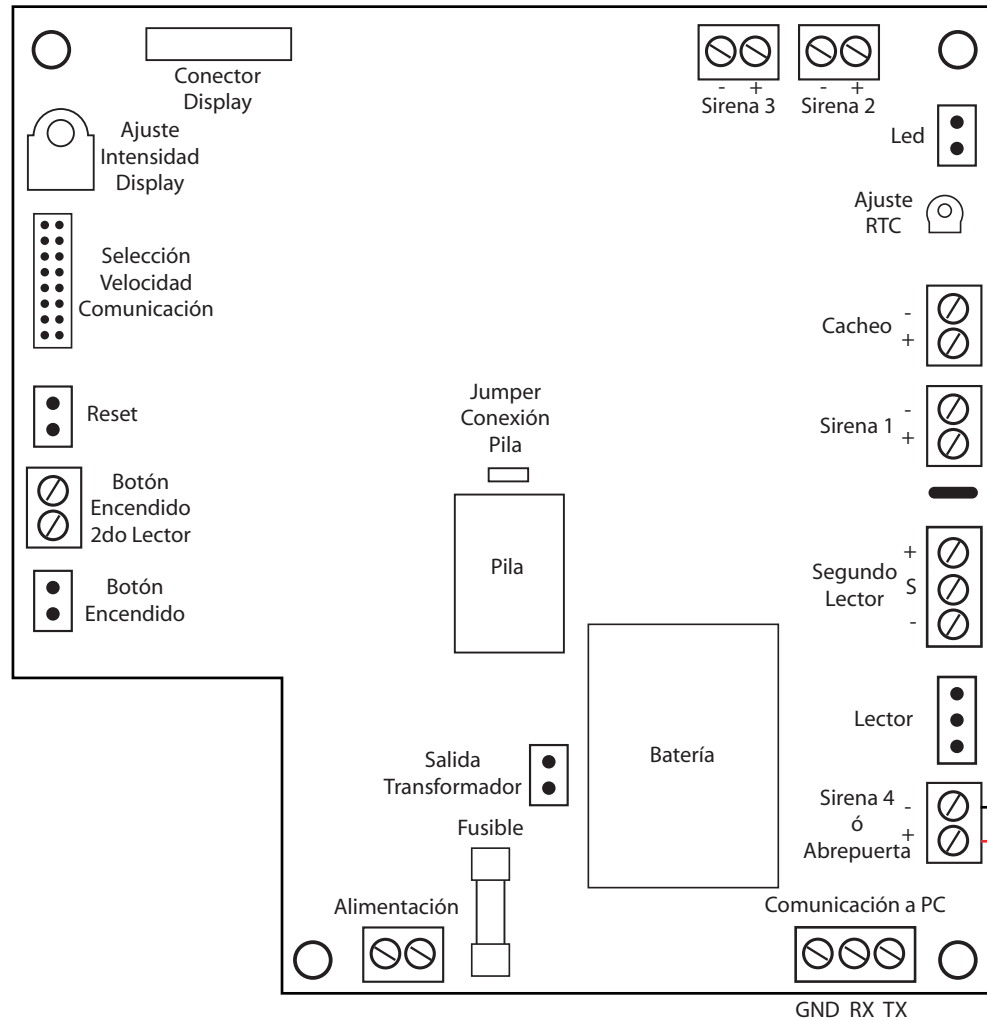 Conector
Display
- +
Sirena 3
- +
Sirena 2
Ajuste
Intensidad
Display
Led
Ajuste
RTC
Selección
Velocidad
Comunicación
Cacheo
-
+
Reset
Jumper
Conexión
Pila
Sirena 1
-
+
Botón
Encendido
2do Lector
Pila
Segundo
Lector
+
S
-
Botón
Encendido
Lector
Salida
Transformador
Batería
Sirena 4
ó
Abrepuerta
-
+
Fusible
Alimentación
Comunicación a PC
GND RX TX